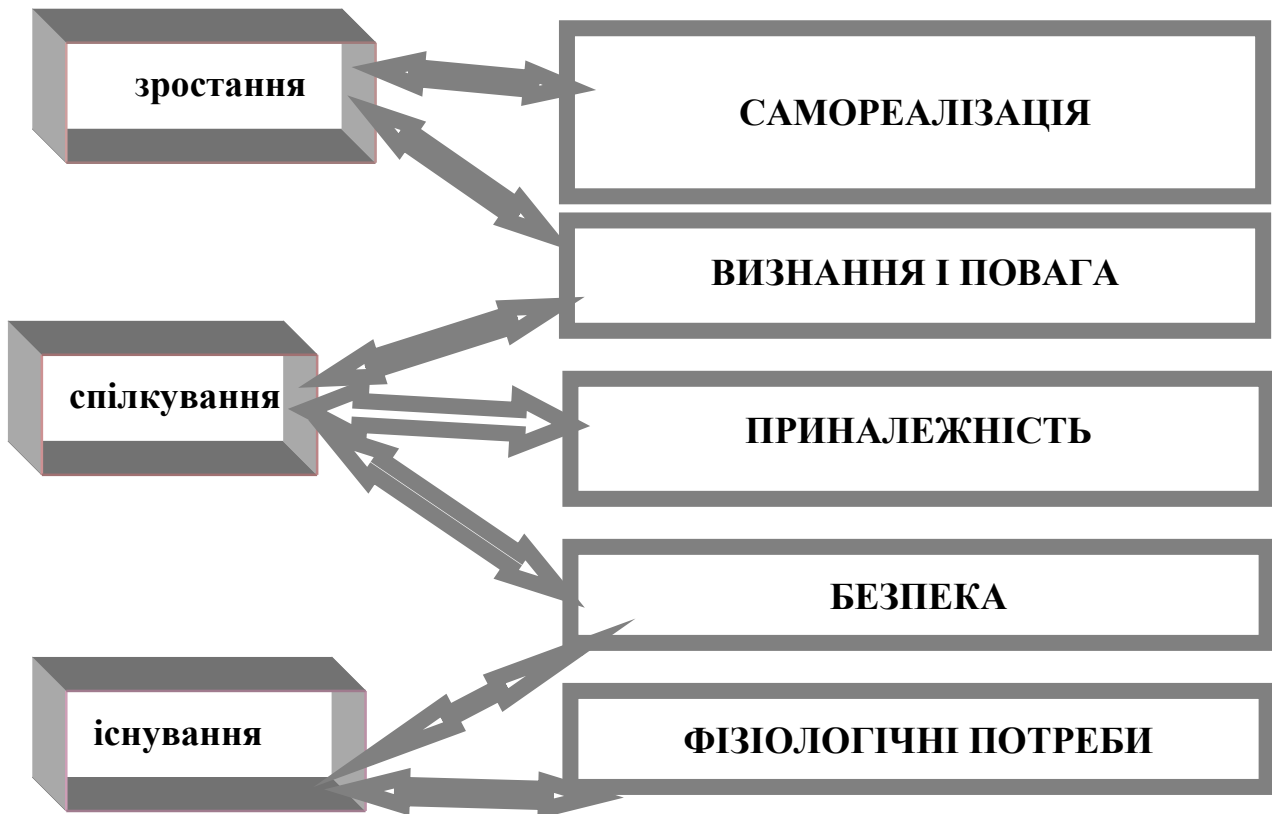 зростання
САМОРЕАЛІЗАЦІЯ
ВИЗНАННЯ І ПОВАГА
спілкування
ПРИНАЛЕЖНІСТЬ
БЕЗПЕКА
існування
ФІЗІОЛОГІЧНІ ПОТРЕБИ